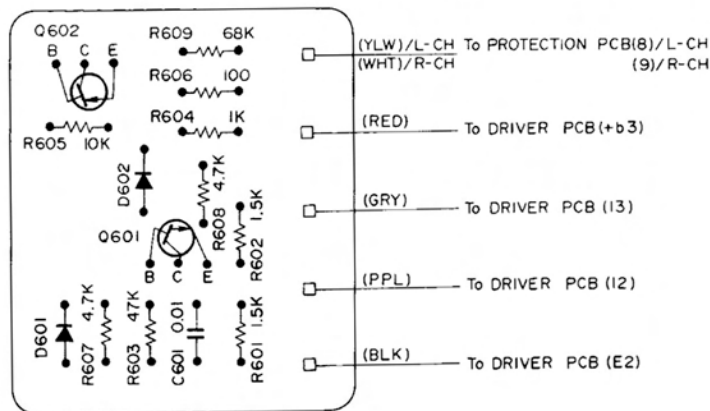 Q602
B C E
R609 68K
R606 100
R604 1K
R605 10K
D602
4.7K
R608
1.5K
R602
Q601
B C E
D601
4.7K
R607
47K
R603
0.01
C601
1.5K
R601
(YLW)/L-CH To PROTECTION PCB(8)/L-CH
(WHT)/R-CH (9)/R-CH
(RED) To DRIVER PCB(+b3)
(GRY) To DRIVER PCB (13)
(PPL) To DRIVER PCB (12)
(BLK) To DRIVER PCB (E2)